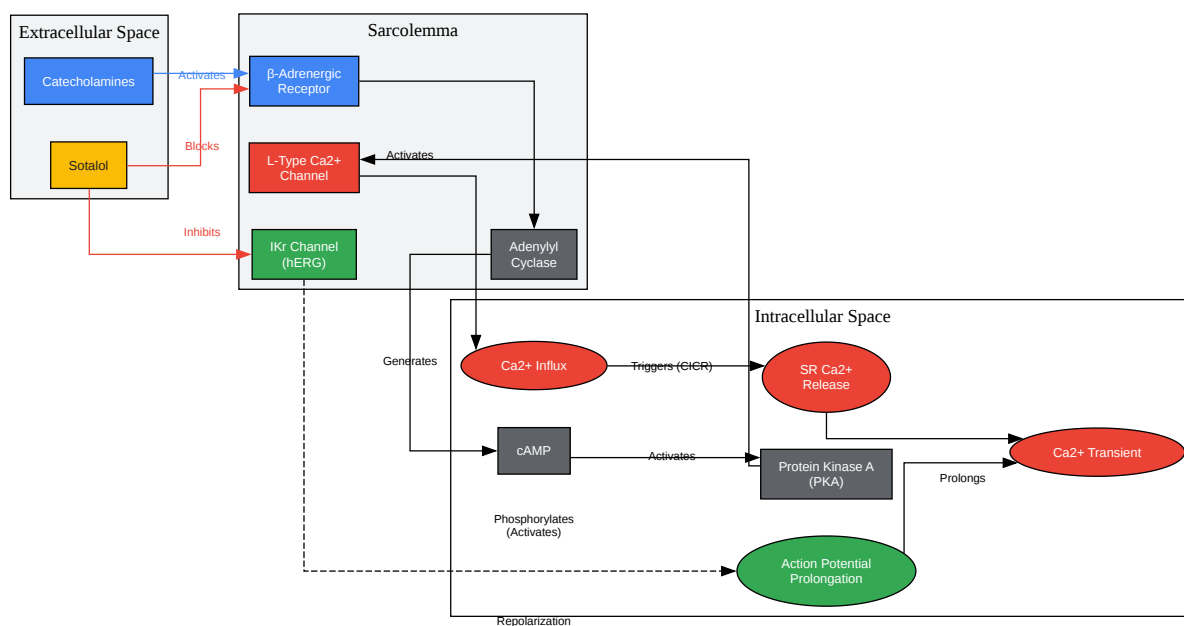 Extracellular Space
Sarcolemma
Catecholamines
Activates
β-Adrenergic
Receptor
Sotalol
Blocks
L-Type Ca2+
Channel
Activates
Inhibits
IKr Channel
(hERG)
Adenylyl
Cyclase
Intracellular Space
Generates
Ca2+ Influx
Triggers (CICR)
SR Ca2+
Release
cAMP
Activates
Protein Kinase A
(PKA)
Ca2+ Transient
Prolongs
Phosphorylates
(Activates)
Action Potential
Prolongation
Repolarization